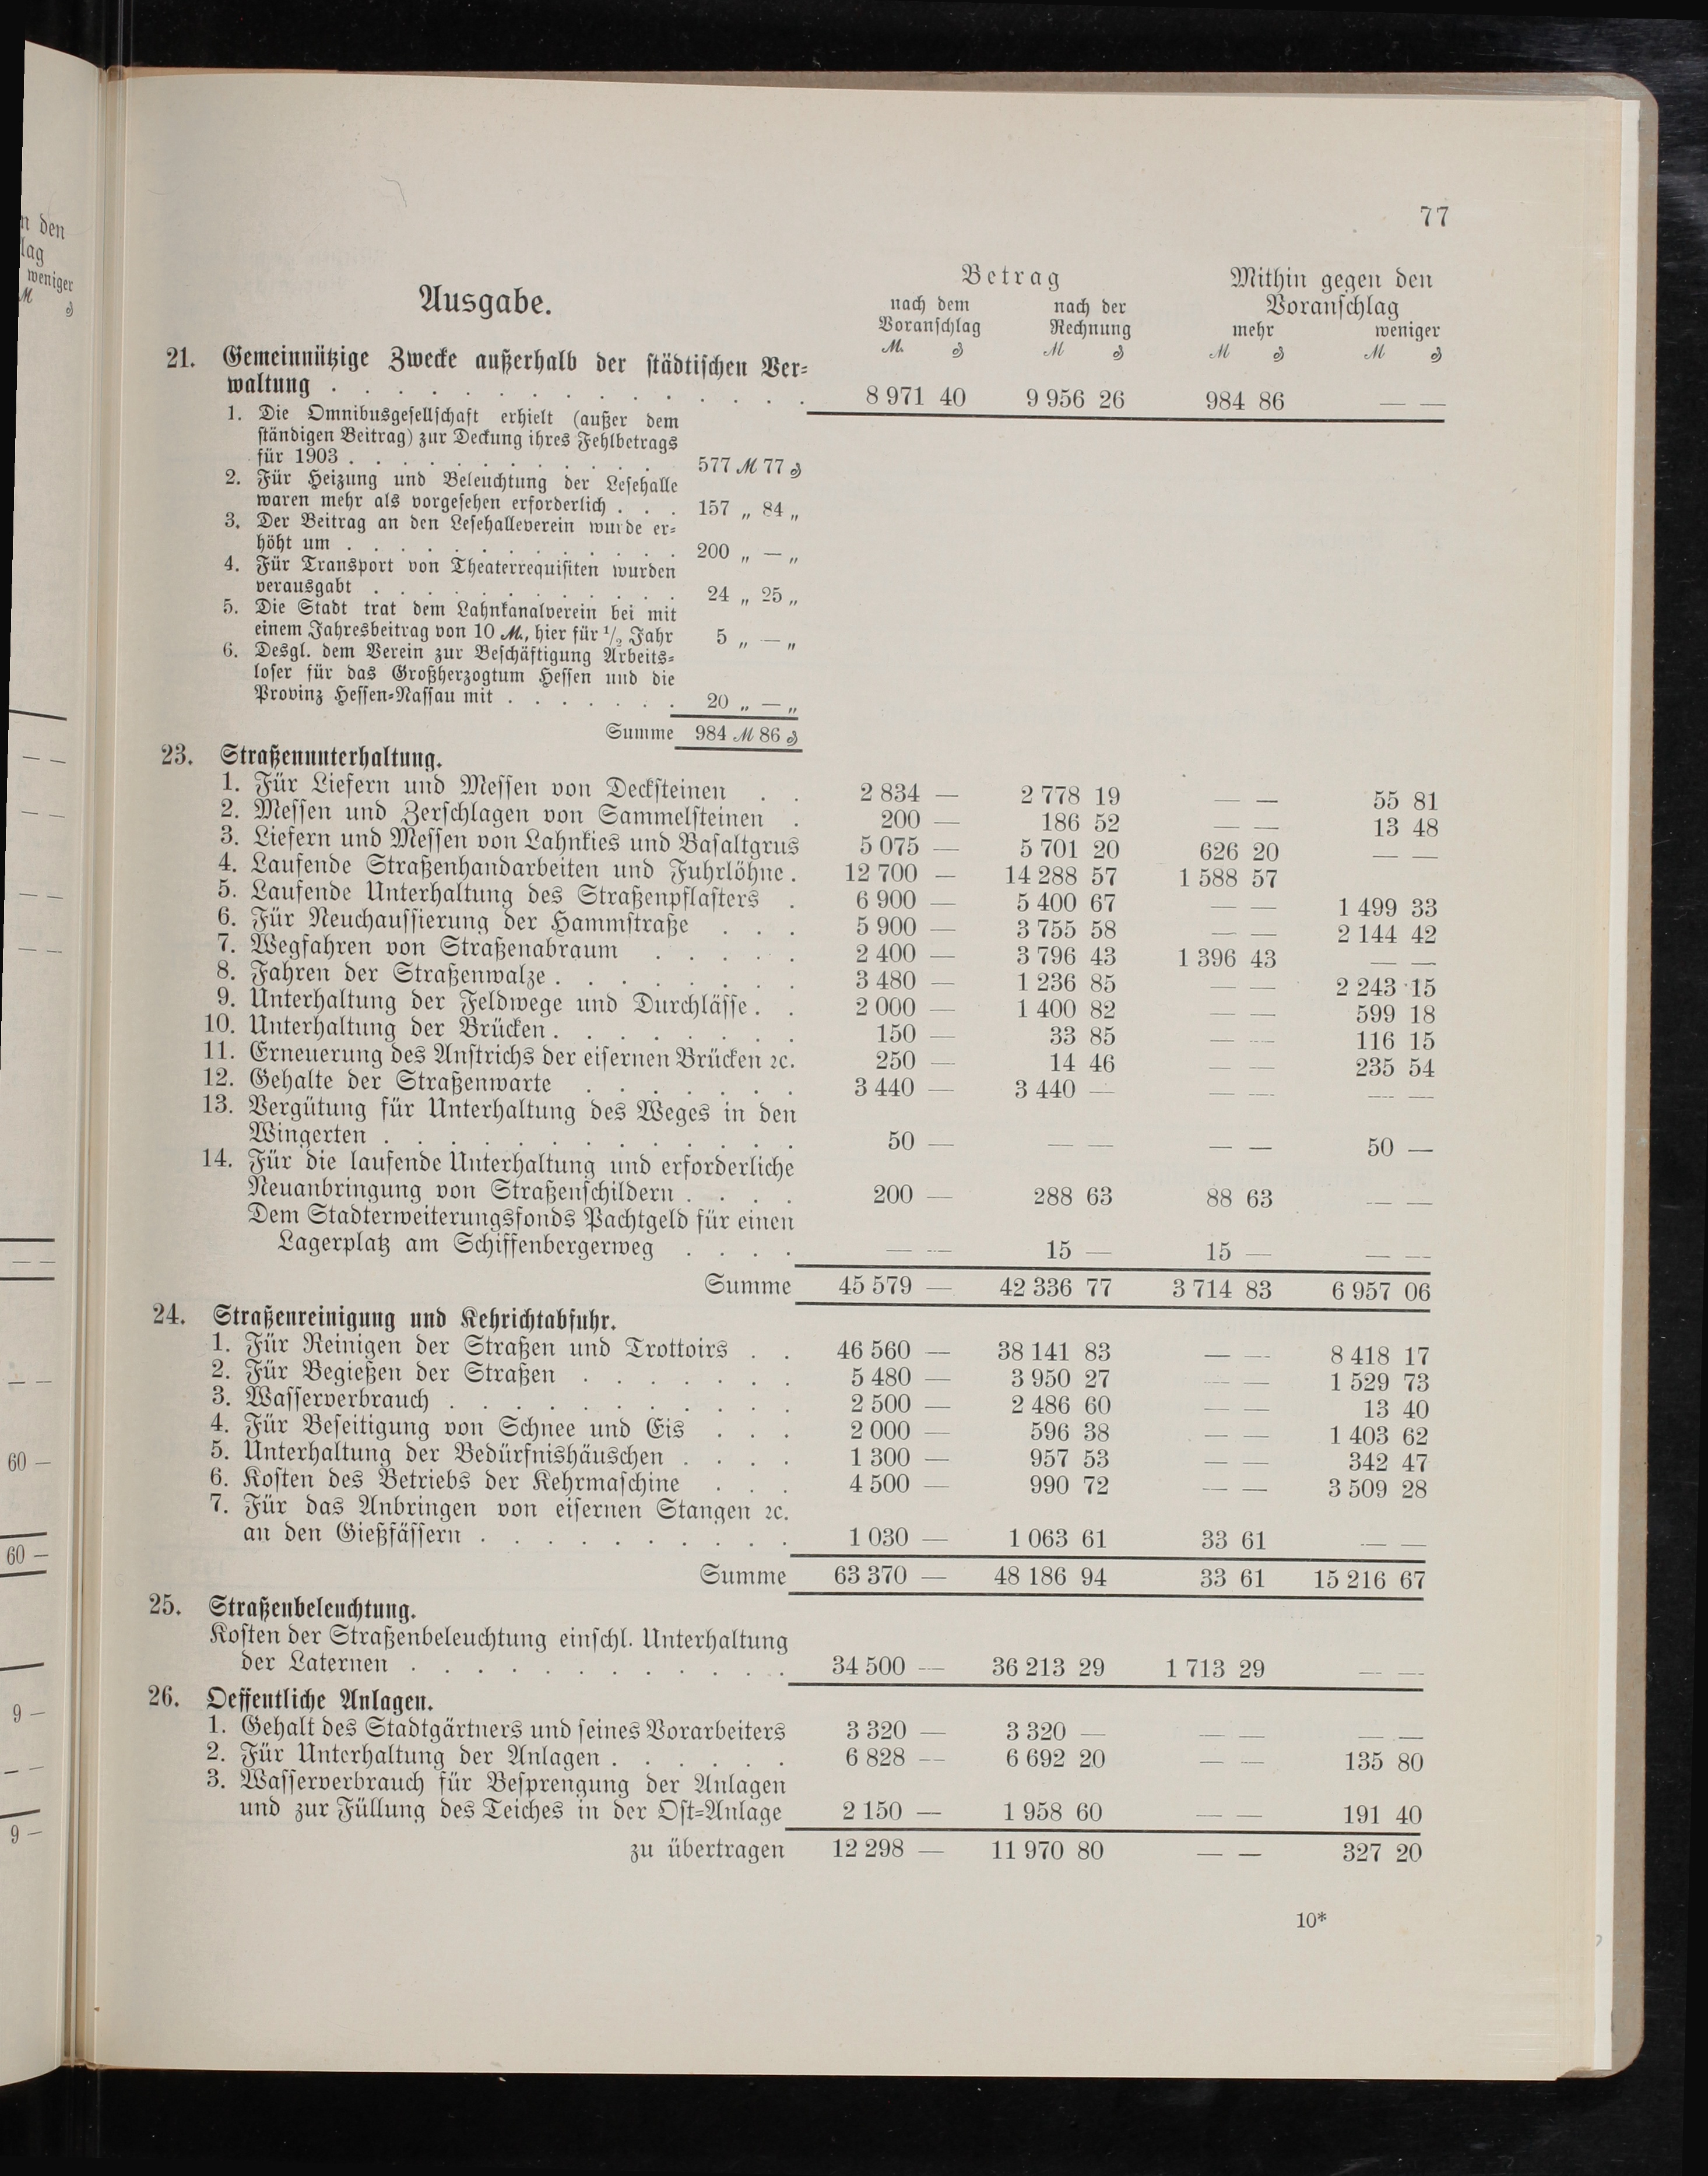 n den
lag
weniger
M ₰
— —
— —
— —
— —
— —
— —
60 —
60 —
9 —
— —
9 —
77
Ausgabe.
Betrag
Mithin gegen den
nach dem
nach der
Voranschlag
Voranschlag
Rechnung
mehr
weniger
M. ₰
M ₰
M ₰
M ₰
21. Gemeinnützige Zwecke außerhalb der städtischen Ver-
waltung . . . . . . . . . . . . . 8 971 40 9 956 26 984 86 — —
1. Die Omnibusgesellschaft erhielt (außer dem
ständigen Beitrag) zur Deckung ihres Fehlbetrags
für 1903 . . . . . . . . . . . . 577 M 77 ₰
2. Für Heizung und Beleuchtung der Lesehalle
waren mehr als vorgesehen erforderlich . . . 157 „ 84 „
3. Der Beitrag an den Lesehalleverein wurde er-
höht um . . . . . . . . . . . . 200 „ — „
4. Für Transport von Theaterrequisiten wurden
verausgabt . . . . . . . . . . . . 24 „ 25 „
5. Die Stadt trat dem Lahnkanalverein bei mit
einem Jahresbeitrag von 10 M., hier für 1/2 Jahr 5 „ — „
6. Desgl. dem Verein zur Beschäftigung Arbeits-
loser für das Großherzogtum Hessen und die
Provinz Hessen-Nassau mit . . . . . . . 20 „ — „
Summe 984 M 86 ₰
23. Straßenunterhaltung.
1. Für Liefern und Messen von Decksteinen . . 2 834 — 2 778 19 — — 55 81
2. Messen und Zerschlagen von Sammelsteinen . 200 — 186 52 — — 13 48
3. Liefern und Messen von Lahnkies und Basaltgrus 5 075 — 5 701 20 626 20 — —
4. Laufende Straßenhandarbeiten und Fuhrlöhne . 12 700 — 14 288 57 1 588 57
5. Laufende Unterhaltung des Straßenpflasters . 6 900 — 5 400 67 — — 1 499 33
6. Für Neuchaussierung der Hammstraße . . . 5 900 — 3 755 58 — — 2 144 42
7. Wegfahren von Straßenabraum . . . . . 2 400 — 3 796 43 1 396 43 — —
8. Fahren der Straßenwalze . . . . . . . . 3 480 — 1 236 85 — — 2 243 15
9. Unterhaltung der Feldwege und Durchlässe . . 2 000 — 1 400 82 — — 599 18
10. Unterhaltung der Brücken . . . . . . . . 150 — 33 85 — — 116 15
11. Erneuerung des Anstrichs der eisernen Brücken ꝛc. 250 — 14 46 — — 235 54
12. Gehalte der Straßenwarte . . . . . . . 3 440 — 3 440 — — — — —
13. Vergütung für Unterhaltung des Weges in den
Wingerten . . . . . . . . . . . . . 50 — — — — — 50 —
14. Für die laufende Unterhaltung und erforderliche
Neuanbringung von Straßenschildern . . . . 200 — 288 63 88 63 — —
Dem Stadterweiterungsfonds Pachtgeld für einen
Lagerplatz am Schiffenbergerweg . . . . — — 15 — 15 — — —
Summe 45 579 — 42 336 77 3 714 83 6 957 06
24. Straßenreinigung und Kehrichtabfuhr.
1. Für Reinigen der Straßen und Trottoirs . . 46 560 — 38 141 83 — — 8 418 17
2. Für Begießen der Straßen . . . . . . . 5 480 — 3 950 27 — — 1 529 73
3. Wasserverbrauch . . . . . . . . . . . 2 500 — 2 486 60 — — 13 40
4. Für Beseitigung von Schnee und Eis . . . 2 000 — 596 38 — — 1 403 62
5. Unterhaltung der Bedürfnishäuschen . . . . 1 300 — 957 53 — — 342 47
6. Kosten des Betriebs der Kehrmaschine . . . 4 500 — 990 72 — — 3 509 28
7. Für das Anbringen von eisernen Stangen ꝛc.
an den Gießfässern . . . . . . . . . . 1 030 — 1 063 61 33 61 — —
Summe 63 370 — 48 186 94 33 61 15 216 67
25. Straßenbeleuchtung.
Kosten der Straßenbeleuchtung einschl. Unterhaltung
der Laternen . . . . . . . . . . . . 34 500 — 36 213 29 1 713 29 — —
26. Oeffentliche Anlagen.
1. Gehalt des Stadtgärtners und seines Vorarbeiters 3 320 — 3 320 — — — — —
2. Für Unterhaltung der Anlagen . . . . . . 6 828 — 6 692 20 — — 135 80
3. Wasserverbrauch für Besprengung der Anlagen
und zur Füllung des Teiches in der Ost-Anlage 2 150 — 1 958 60 — — 191 40
zu übertragen 12 298 — 11 970 80 — — 327 20
10*